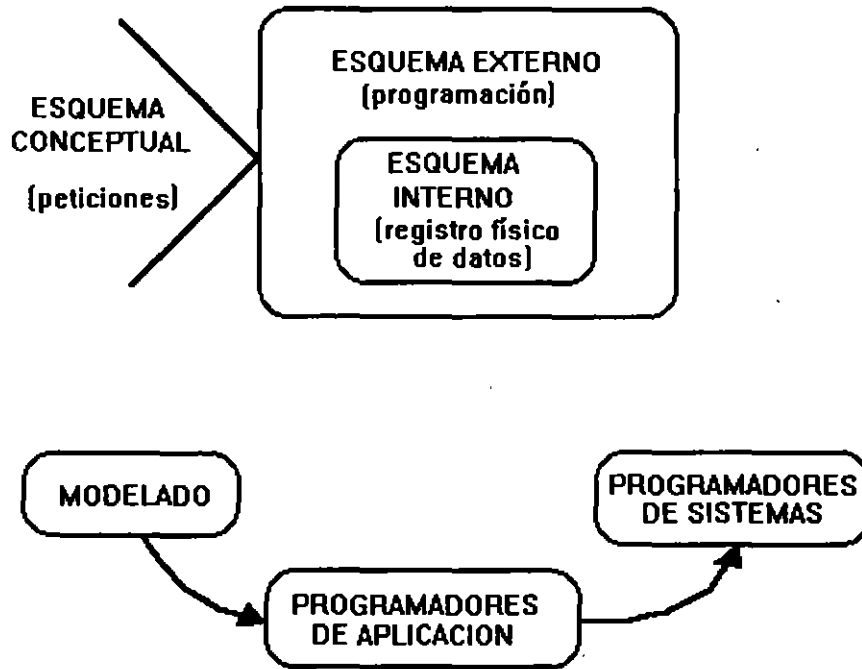 ESQUEMA
CONCEPTUAL
(peticiones)
ESQUEMA EXTERNO
(programación)
ESQUEMA
INTERNO
(registro físico
de datos)
MODELADO
PROGRAMADORES
DE APLICACION
PROGRAMADORES
DE SISTEMAS